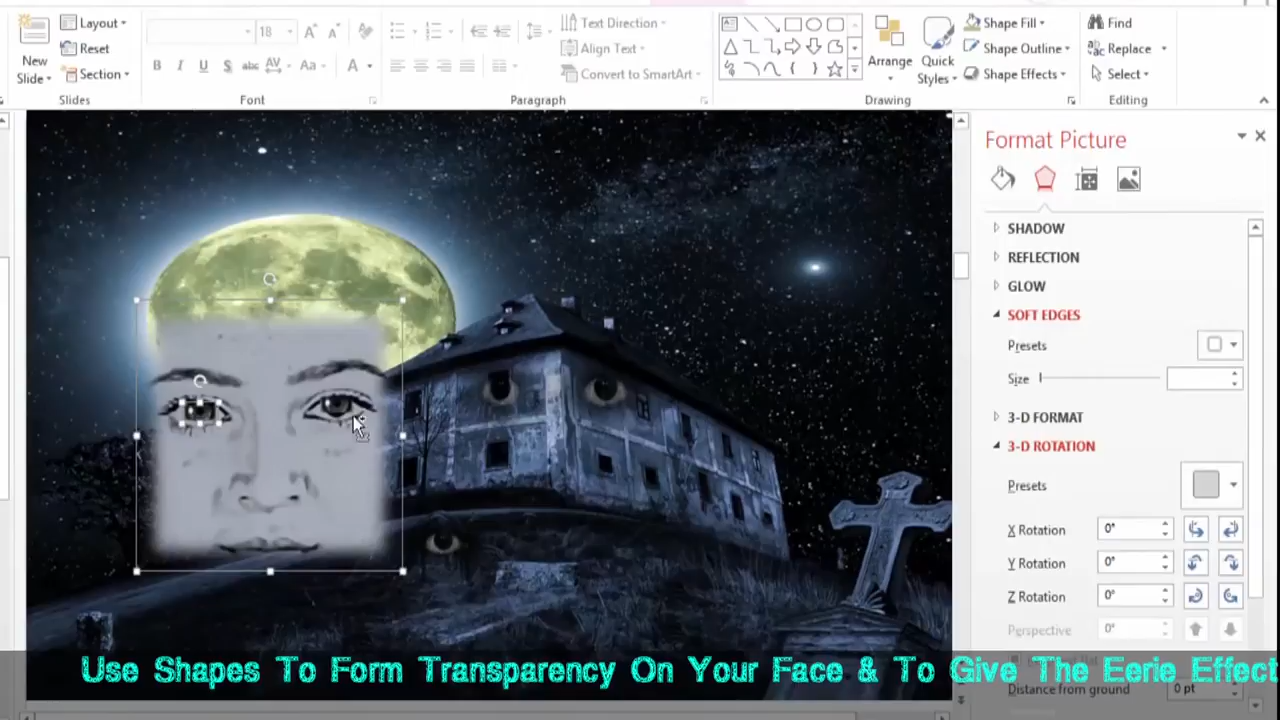 New
Slide
Layout
Reset
Section
Slides
18
B I U S abc AV Aa A
Font
Text Direction
Align Text
Convert to SmartArt
Paragraph
Arrange
Quick
Styles
Shape Fill
Shape Outline
Shape Effects
Drawing
Find
Replace
Select
Editing
Format Picture
SHADOW
REFLECTION
GLOW
SOFT EDGES
Presets
Size
3-D FORMAT
3-D ROTATION
Presets
X Rotation 0°
Y Rotation 0°
Z Rotation 0°
Perspective 0°
Distance from ground 0 pt
Use Shapes To Form Transparency On Your Face & To Give The Eerie Effect